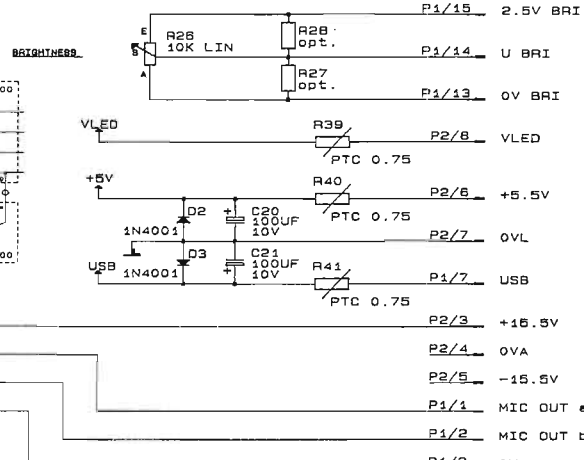 P1/15 2.5V BRI
E
R26 R28
10K LIN opt.
BRIGHTNESS S P1/14 U BRI
R27
A opt.
P1/13 0V BRI
VLED R39 P2/8 VLED
PTC 0.75
+5V R40 P2/6 +5.5V
PTC 0.75
D2 + C20
1N4001 100UF
10V
P2/7 0VL
D3 C21
USB 1N4001 100UF R41 P1/7 USB
+ 10V
PTC 0.75
P2/3 +16.5V
P2/4 0VA
P2/5 -15.5V
P1/1 MIC OUT a
P1/2 MIC OUT